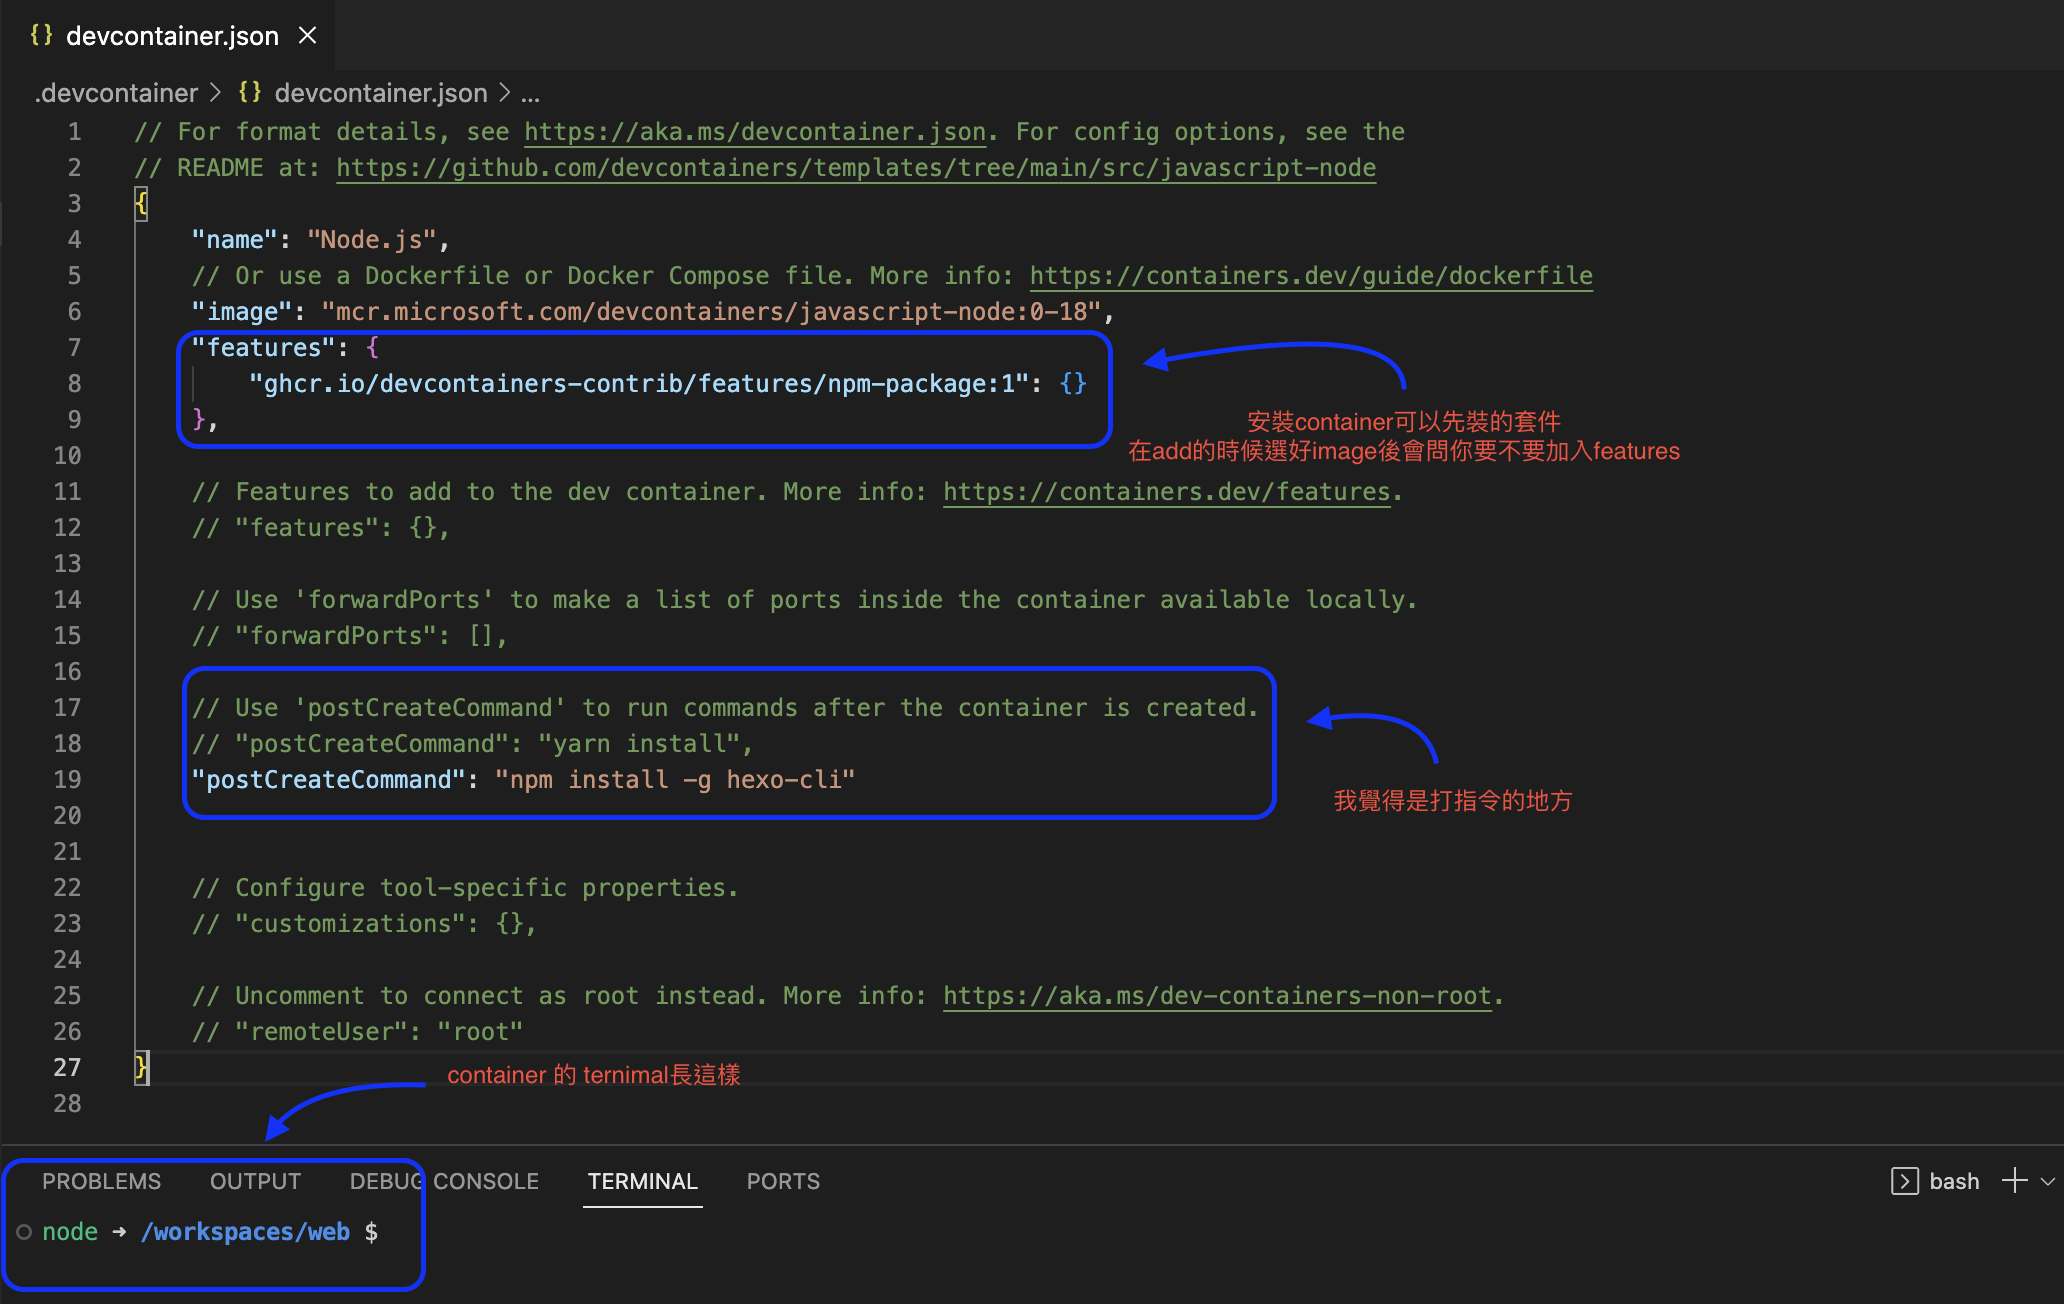 {} devcontainer.json ×
.devcontainer > {} devcontainer.json > ...
1 // For format details, see https://aka.ms/devcontainer.json. For config options, see the
2 // README at: https://github.com/devcontainers/templates/tree/main/src/javascript-node
3 {
4 "name": "Node.js",
5 // Or use a Dockerfile or Docker Compose file. More info: https://containers.dev/guide/dockerfile
6 "image": "mcr.microsoft.com/devcontainers/javascript-node:0-18",
7 "features": {
8 "ghcr.io/devcontainers-contrib/features/npm-package:1": {}
9 },
安裝container可以先裝的套件
在add的時候選好image後會問你要不要加入features
10
11 // Features to add to the dev container. More info: https://containers.dev/features.
12 // "features": {},
13
14 // Use 'forwardPorts' to make a list of ports inside the container available locally.
15 // "forwardPorts": [],
16
17 // Use 'postCreateCommand' to run commands after the container is created.
18 // "postCreateCommand": "yarn install",
19 "postCreateCommand": "npm install -g hexo-cli"
我覺得是打指令的地方
20
21
22 // Configure tool-specific properties.
23 // "customizations": {},
24
25 // Uncomment to connect as root instead. More info: https://aka.ms/dev-containers-non-root.
26 // "remoteUser": "root"
27 }
container 的 ternimal長這樣
28
PROBLEMS OUTPUT DEBUG CONSOLE TERMINAL PORTS bash
node → /workspaces/web $